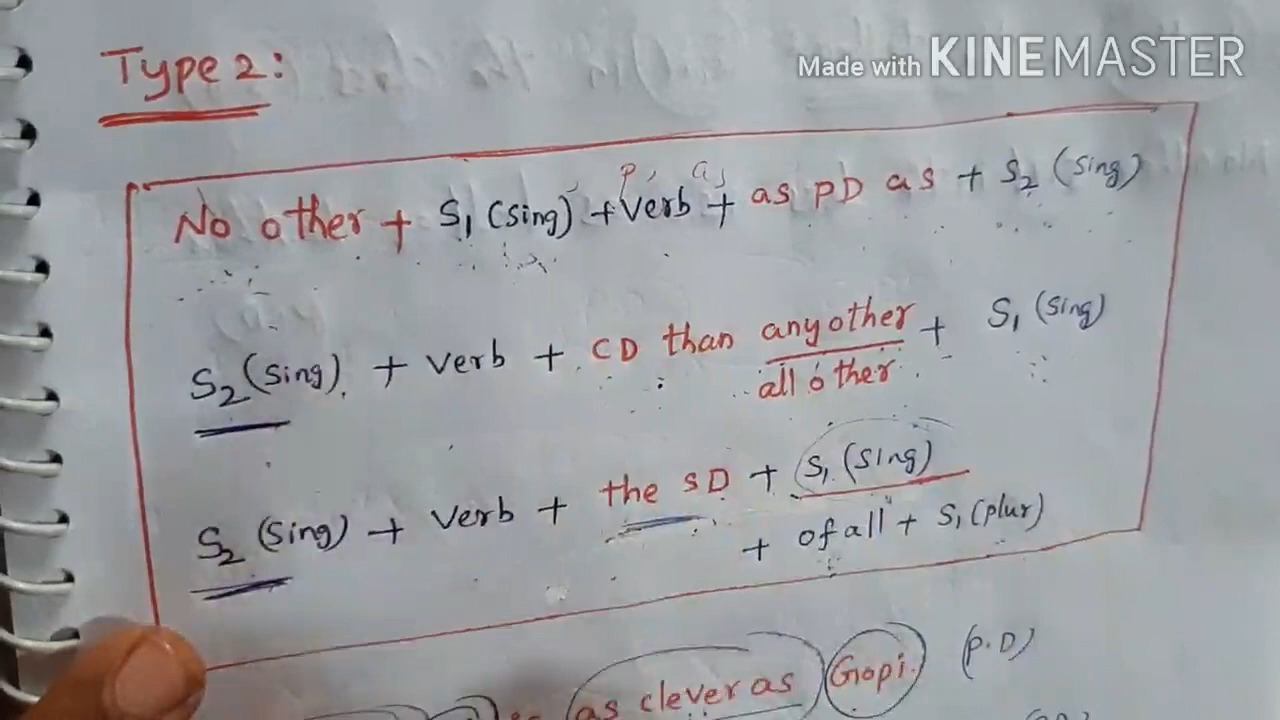 Type 2:
Made with KINEMASTER
P, as
No other + S₁ (sing) + verb + as PD as + S₂ (sing)
S₂ (sing) + verb + CD than any other + S₁ (sing)
all other
S₂ (sing) + verb + the SD + S₁ (sing)
+ of all + S₁ (plur)
as clever as Gopi. (P.D)